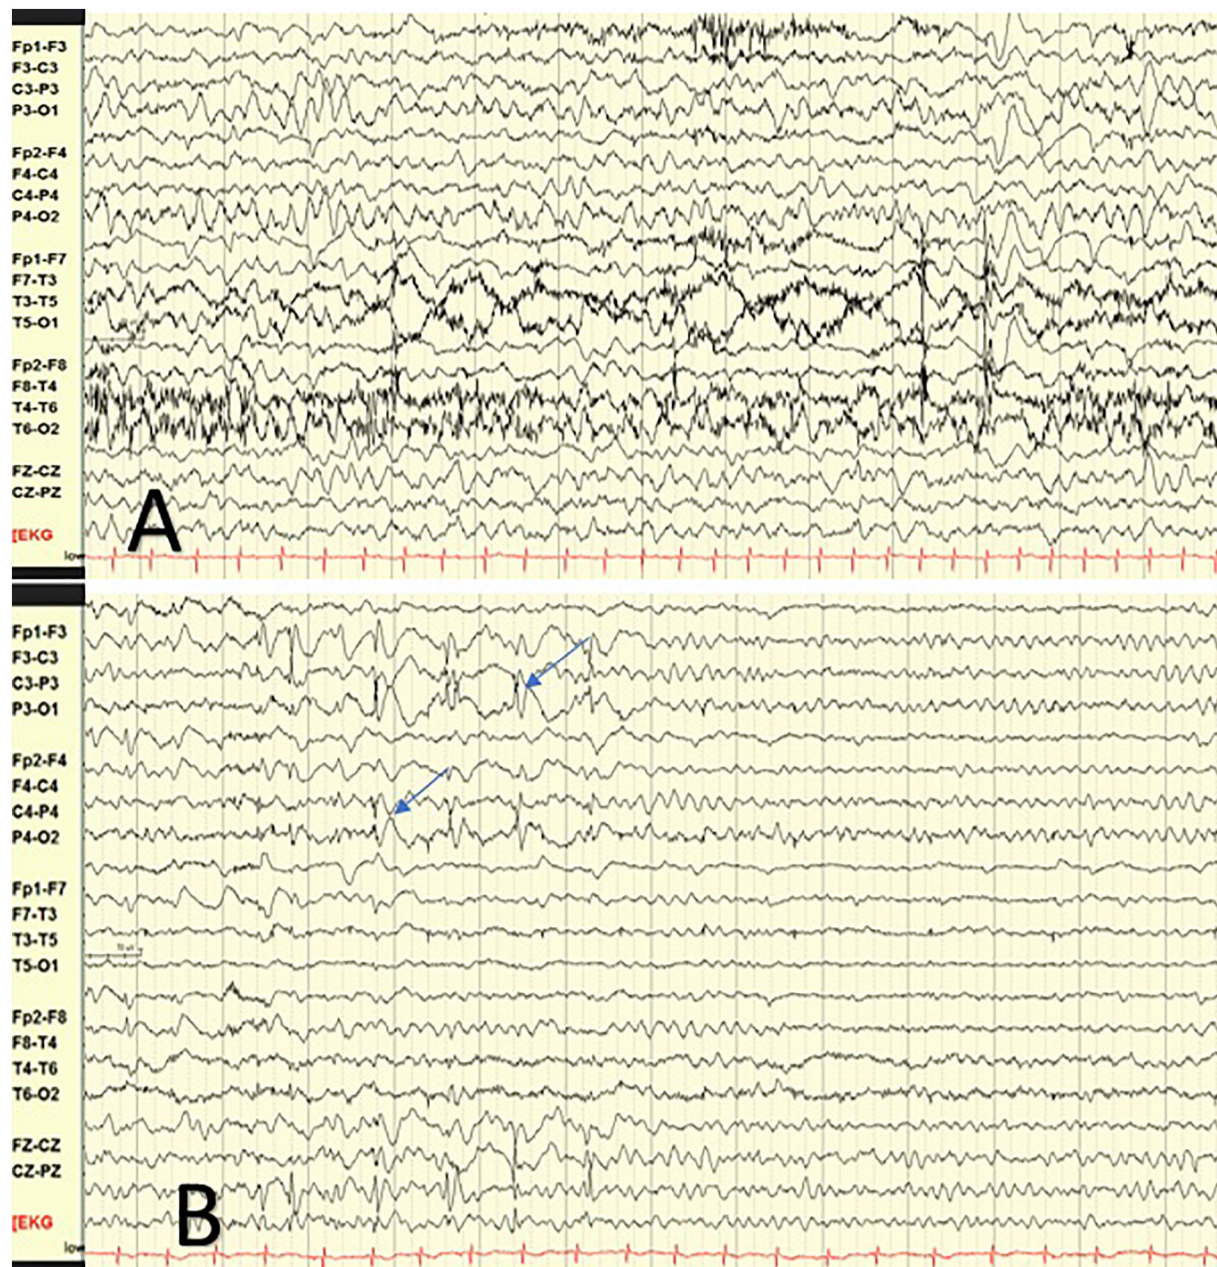 Fp1-F3
F3-C3
C3-P3
P3-O1
Fp2-F4
F4-C4
C4-P4
P4-O2
Fp1-F7
F7-T3
T3-T5
T5-O1
Fp2-F8
F8-T4
T4-T6
T6-O2
FZ-CZ
CZ-PZ
A
[EKG
low
Fp1-F3
F3-C3
C3-P3
P3-O1
Fp2-F4
F4-C4
C4-P4
P4-O2
Fp1-F7
F7-T3
T3-T5
T5-O1
Fp2-F8
F8-T4
T4-T6
T6-O2
FZ-CZ
CZ-PZ
B
[EKG
low